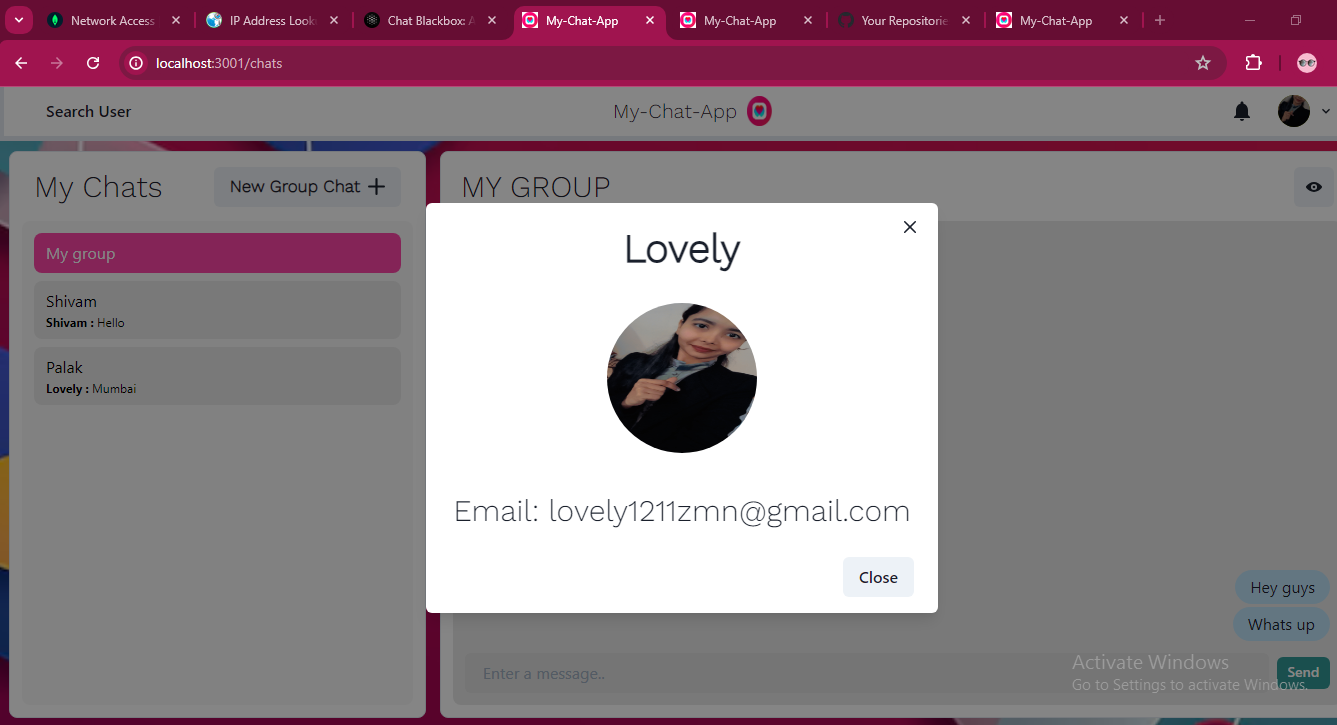 Network Access
IP Address Look
Chat Blackbox: A
My-Chat-App
My-Chat-App
Your Repositorie
My-Chat-App
localhost:3001/chats
Search User
My-Chat-App
My Chats
New Group Chat
MY GROUP
My group
Shivam
Shivam : Hello
Palak
Lovely : Mumbai
Lovely
Email: lovely1211zmn@gmail.com
Close
Hey guys
Whats up
Enter a message..
Send
Activate Windows
Go to Settings to activate Windows.